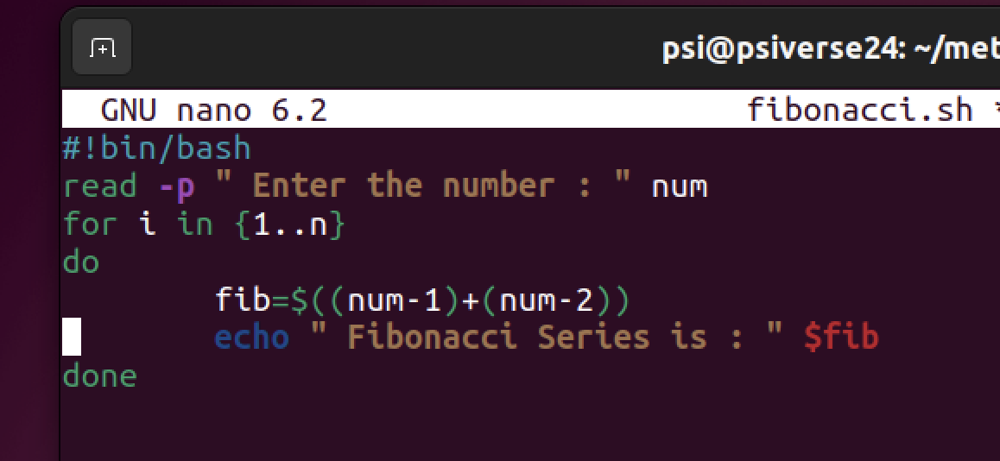 psi@psiverse24: ~/met
GNU nano 6.2 fibonacci.sh *
#!bin/bash
read -p " Enter the number : " num
for i in {1..n}
do
        fib=$((num-1)+(num-2))
        echo " Fibonacci Series is : " $fib
done